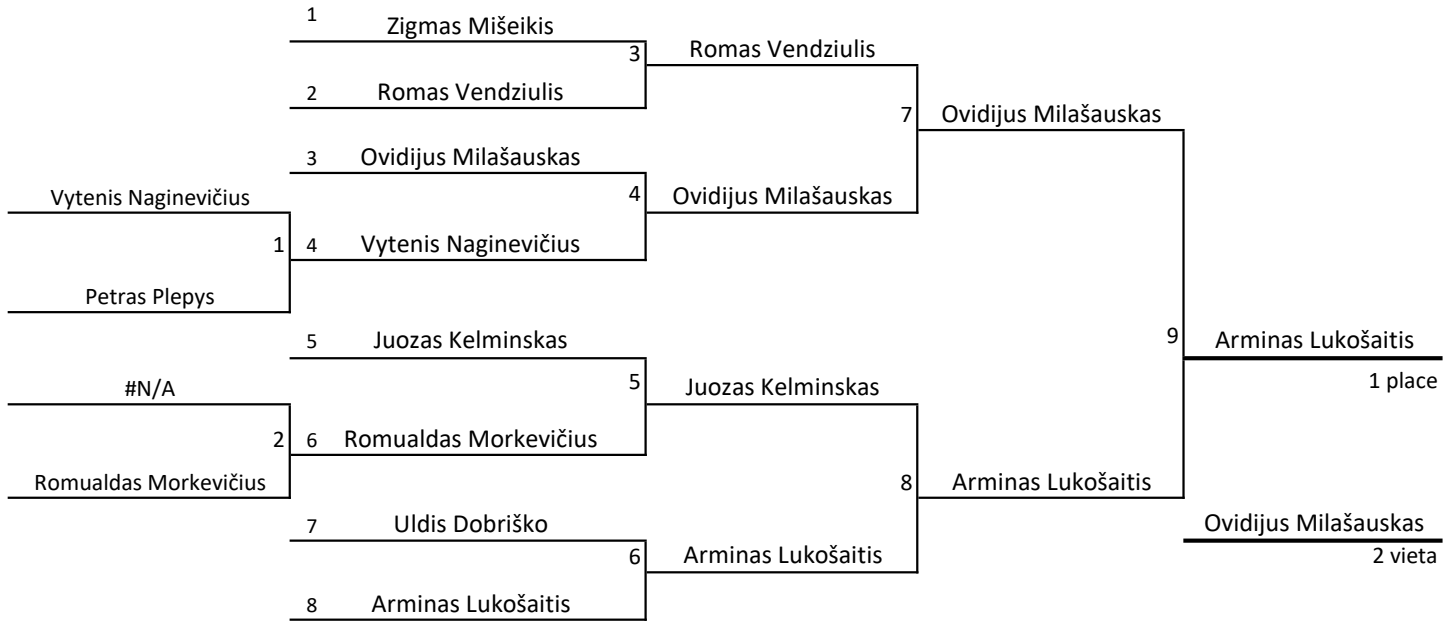 1 Zigmas Mišeikis
3 Romas Vendziulis
2 Romas Vendziulis
7 Ovidijus Milašauskas
3 Ovidijus Milašauskas
Vytenis Naginevičius
4 Ovidijus Milašauskas
1 4 Vytenis Naginevičius
Petras Plepys
5 Juozas Kelminskas
9 Arminas Lukošaitis
1 place
#N/A
5 Juozas Kelminskas
2 6 Romualdas Morkevičius
Romualdas Morkevičius
8 Arminas Lukošaitis
7 Uldis Dobriško
Ovidijus Milašauskas
2 vieta
6 Arminas Lukošaitis
8 Arminas Lukošaitis